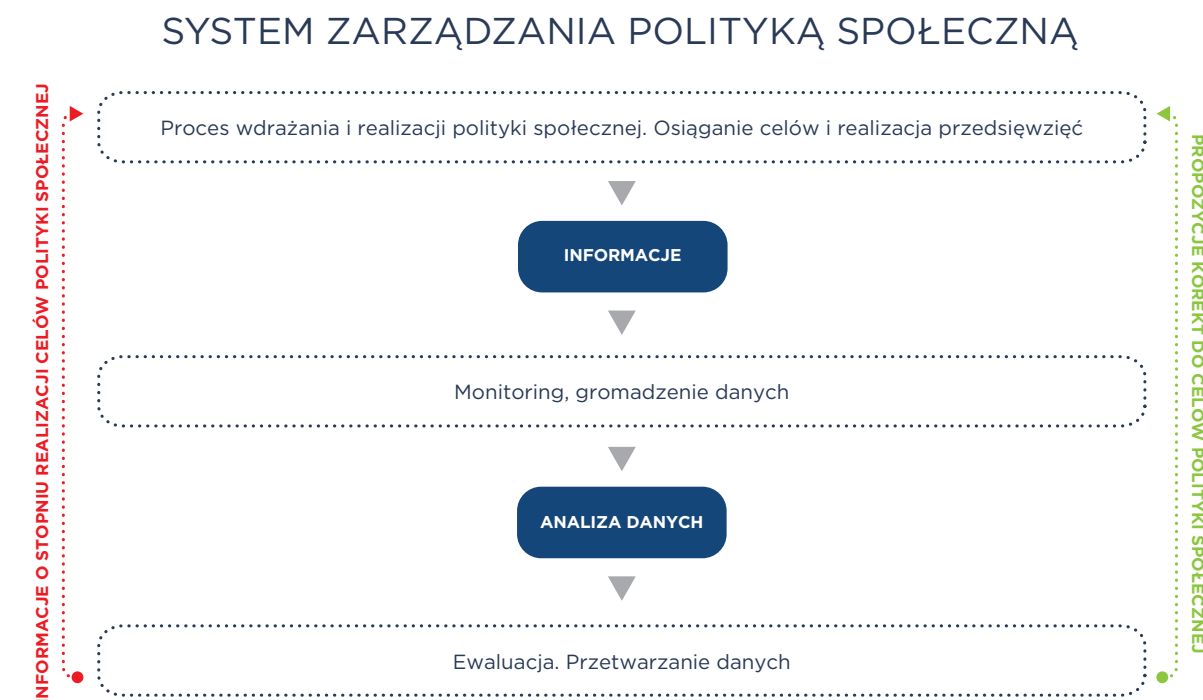 SYSTEM ZARZĄDZANIA POLITYKĄ SPOŁECZNĄ
NFORMACJE O STOPNIU REALIZACJI CELÓW POLITYKI SPOŁECZNEJ
Proces wdrażania i realizacji polityki społecznej. Osiąganie celów i realizacja przedsięwzięć
INFORMACJE
Monitoring, gromadzenie danych
ANALIZA DANYCH
Ewaluacja. Przetwarzanie danych
PROPOZYCJE KOREKT DO CELÓW POLITYKI SPOŁECZNEJ